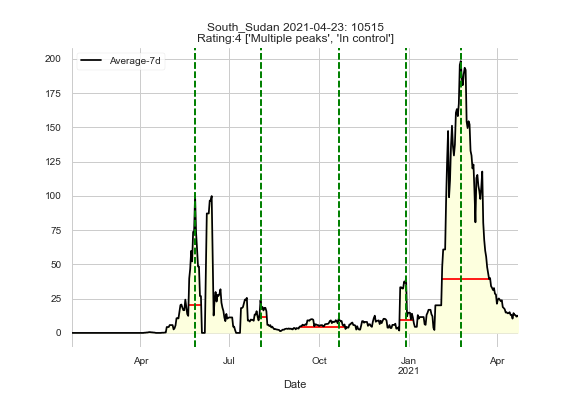 South_Sudan 2021-04-23: 10515
Rating:4 ['Multiple peaks', 'In control']
Average-7d
200
175
150
125
100
75
50
25
0
Apr Jul Oct Jan Apr
2021
Date